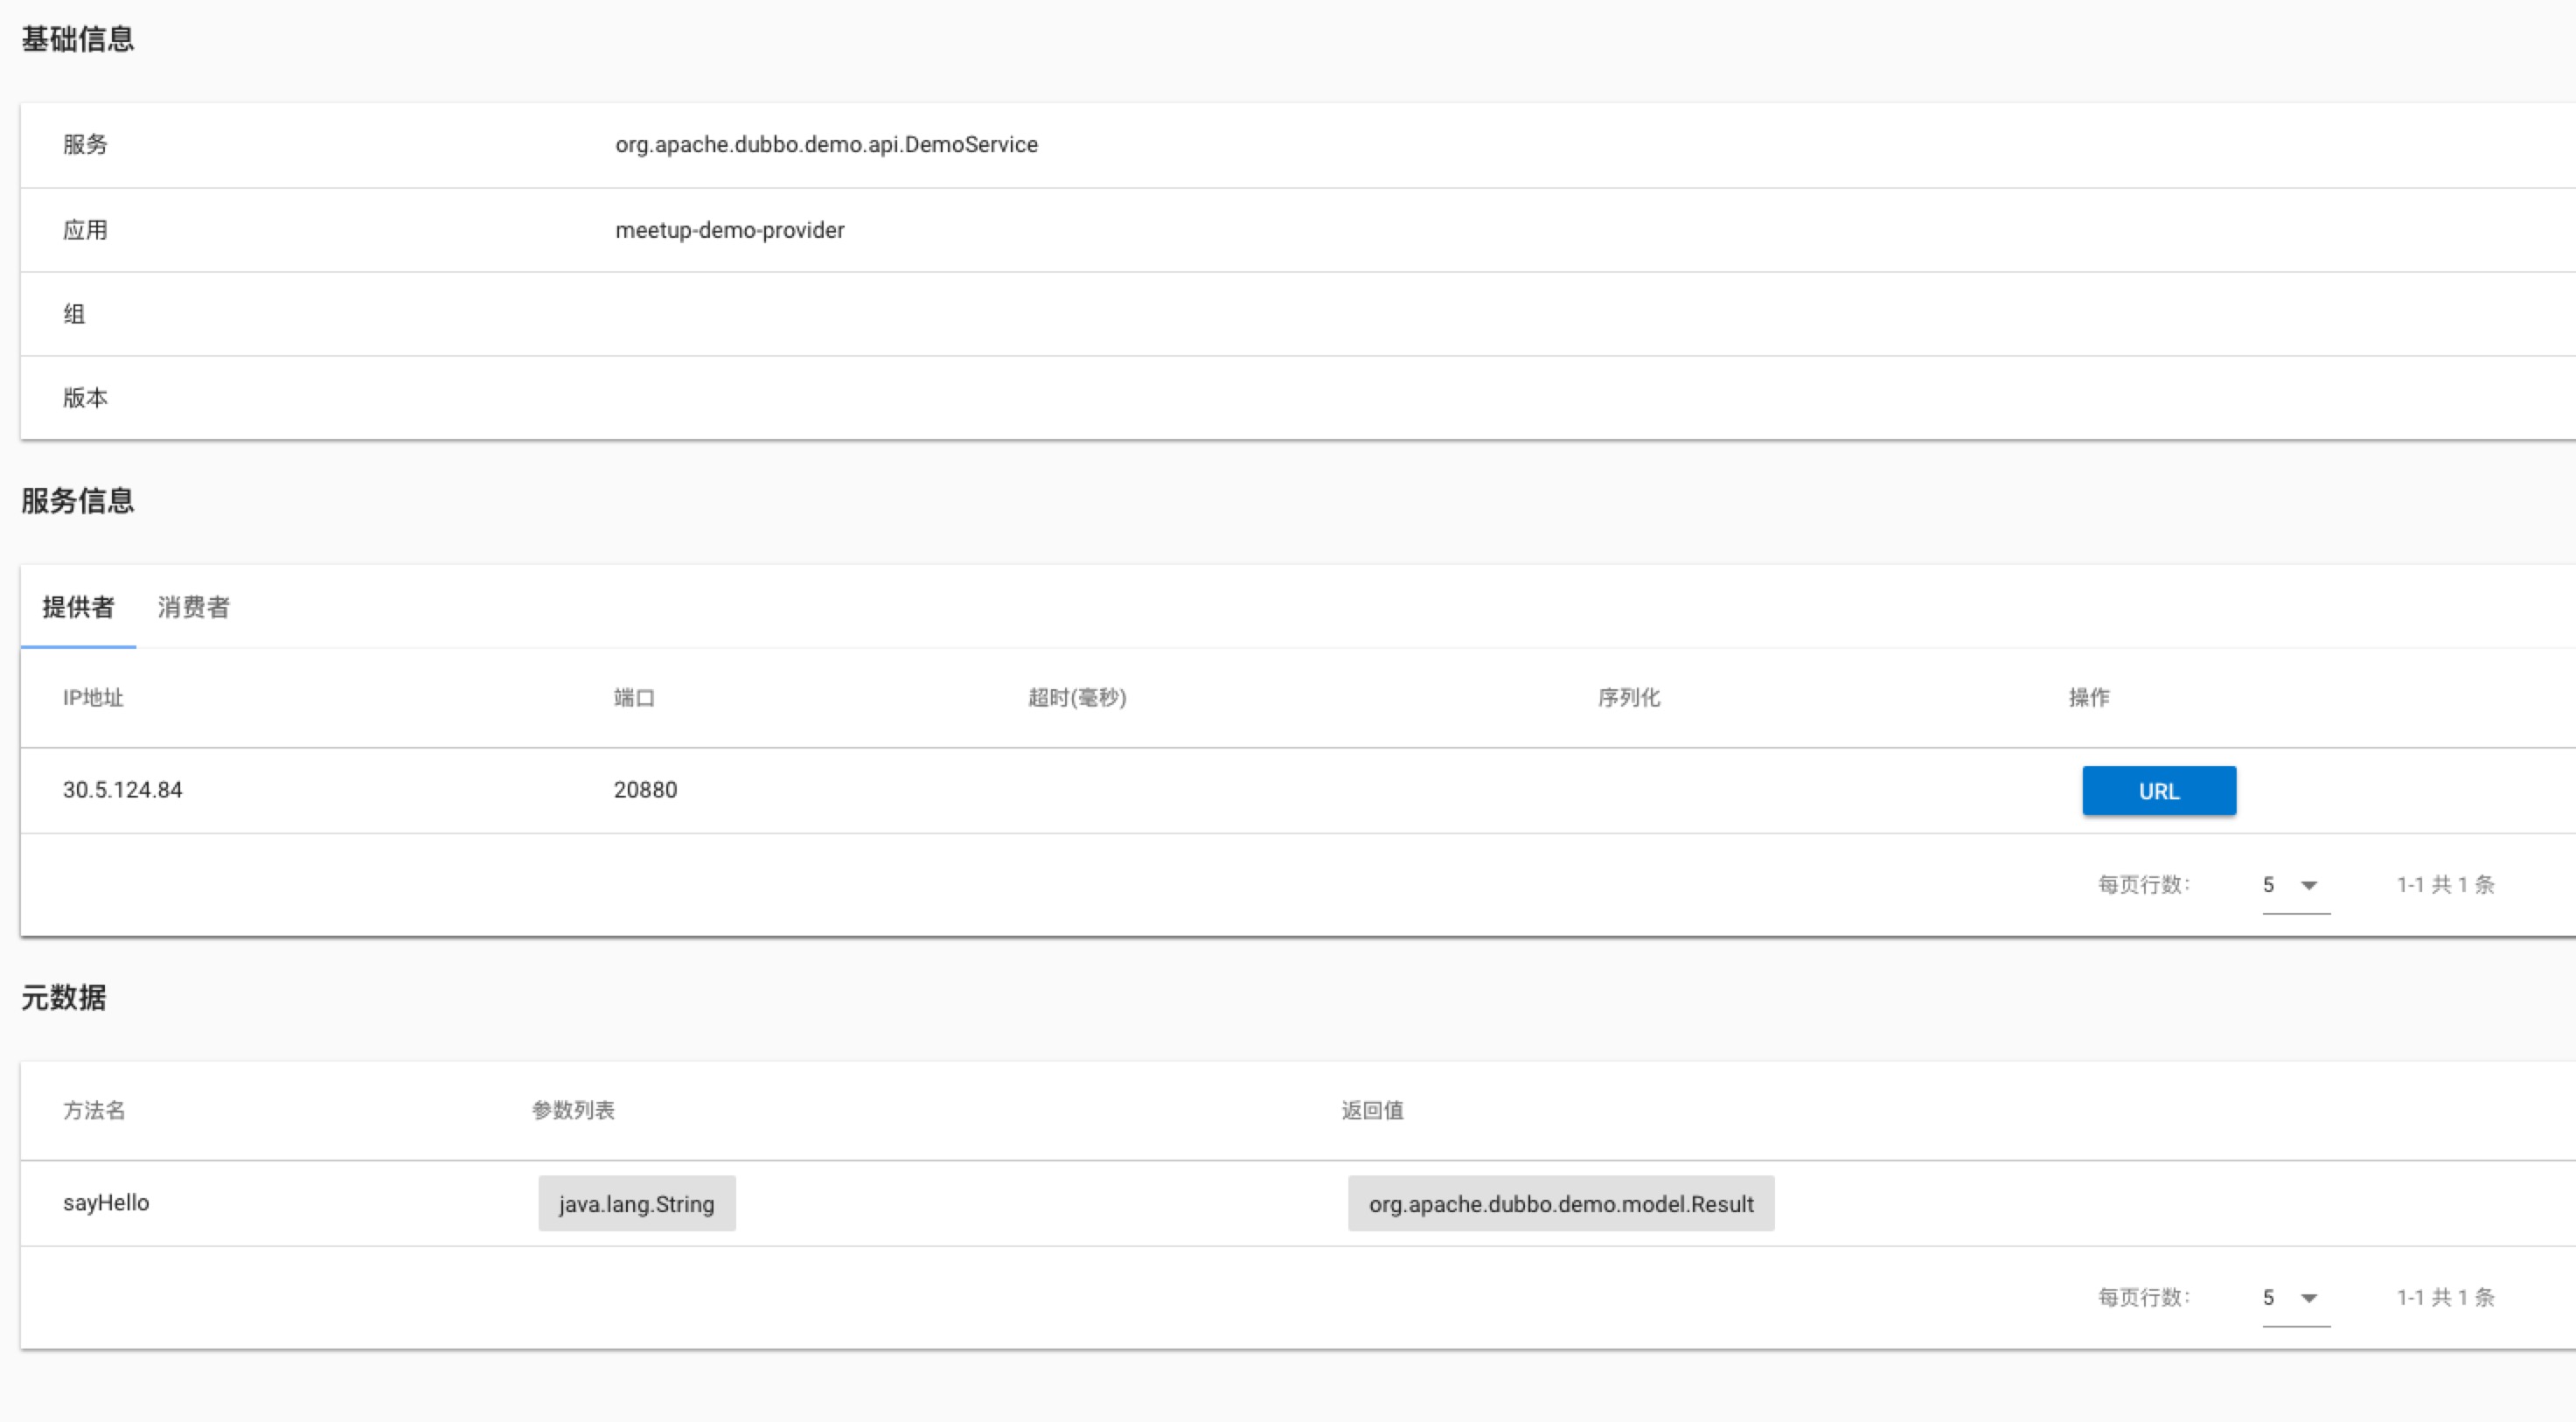 基础信息
服务 org.apache.dubbo.demo.api.DemoService
应用 meetup-demo-provider
组
版本
服务信息
提供者 消费者
IP地址 端口 超时(毫秒) 序列化 操作
30.5.124.84 20880 URL
每页行数: 5 1-1 共 1 条
元数据
方法名 参数列表 返回值
sayHello java.lang.String org.apache.dubbo.demo.model.Result
每页行数: 5 1-1 共 1 条